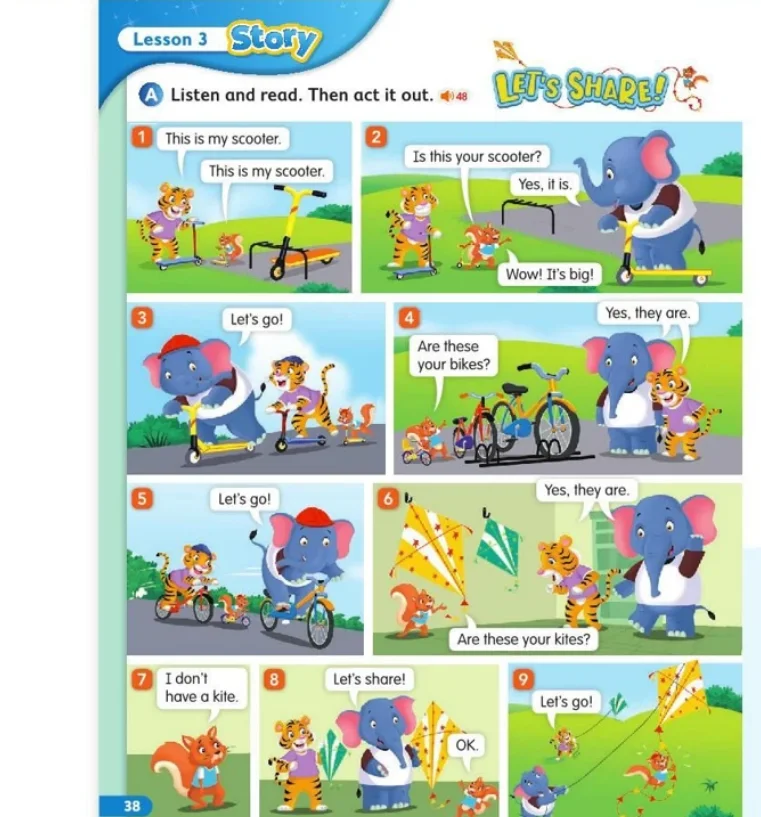 Lesson 3 Story
LET'S SHARE!
A Listen and read. Then act it out. 48
1
This is my scooter.
This is my scooter.
2
Is this your scooter?
Yes, it is.
Wow! It's big!
3
Let's go!
4
Are these
your bikes?
Yes, they are.
5
Let's go!
6
Yes, they are.
Are these your kites?
7
I don't
have a kite.
8
Let's share!
OK.
9
Let's go!
38